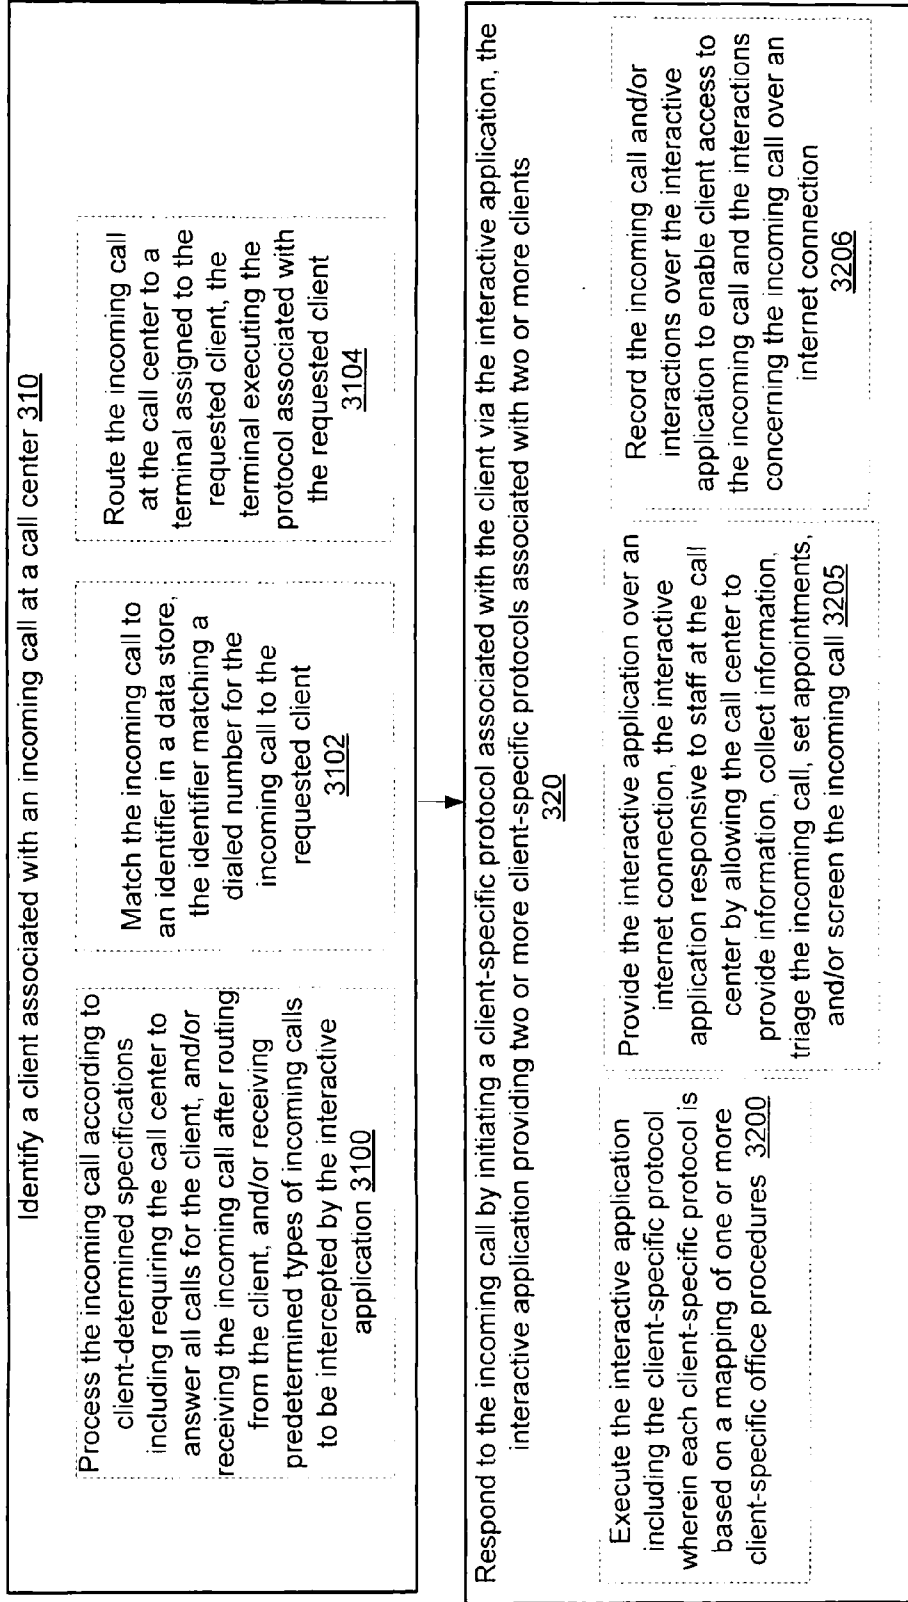 Identify a client associated with an incoming call at a call center 310
Process the incoming call according to
client-determined specifications
including requiring the call center to
answer all calls for the client, and/or
receiving the incoming call after routing
from the client, and/or receiving
predetermined types of incoming calls
to be intercepted by the interactive
application 3100
Match the incoming call to
an identifier in a data store,
the identifier matching a
dialed number for the
incoming call to the
requested client
3102
Route the incoming call
at the call center to a
terminal assigned to the
requested client, the
terminal executing the
protocol associated with
the requested client
3104
Respond to the incoming call by initiating a client-specific protocol associated with the client via the interactive application, the
interactive application providing two or more client-specific protocols associated with two or more clients
320
Execute the interactive application
including the client-specific protocol
wherein each client-specific protocol is
based on a mapping of one or more
client-specific office procedures 3200
Provide the interactive application over an
internet connection, the interactive
application responsive to staff at the call
center by allowing the call center to
provide information, collect information,
triage the incoming call, set appointments,
and/or screen the incoming call 3205
Record the incoming call and/or
interactions over the interactive
application to enable client access to
the incoming call and the interactions
concerning the incoming call over an
internet connection
3206